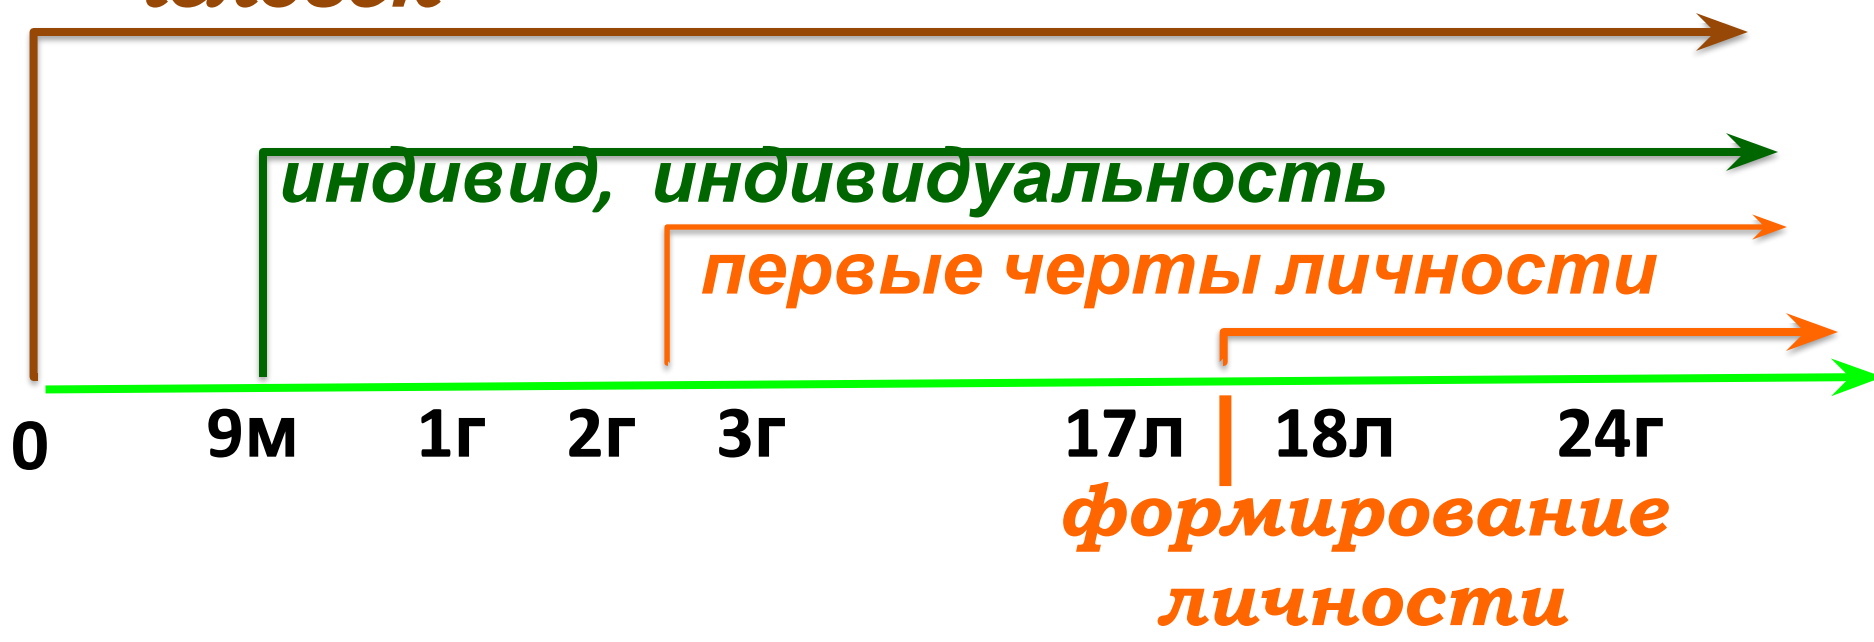 индивид, индивидуальность
первые черты личности
0 9м 1г 2г 3г 17л 18л 24г
формирование
личности